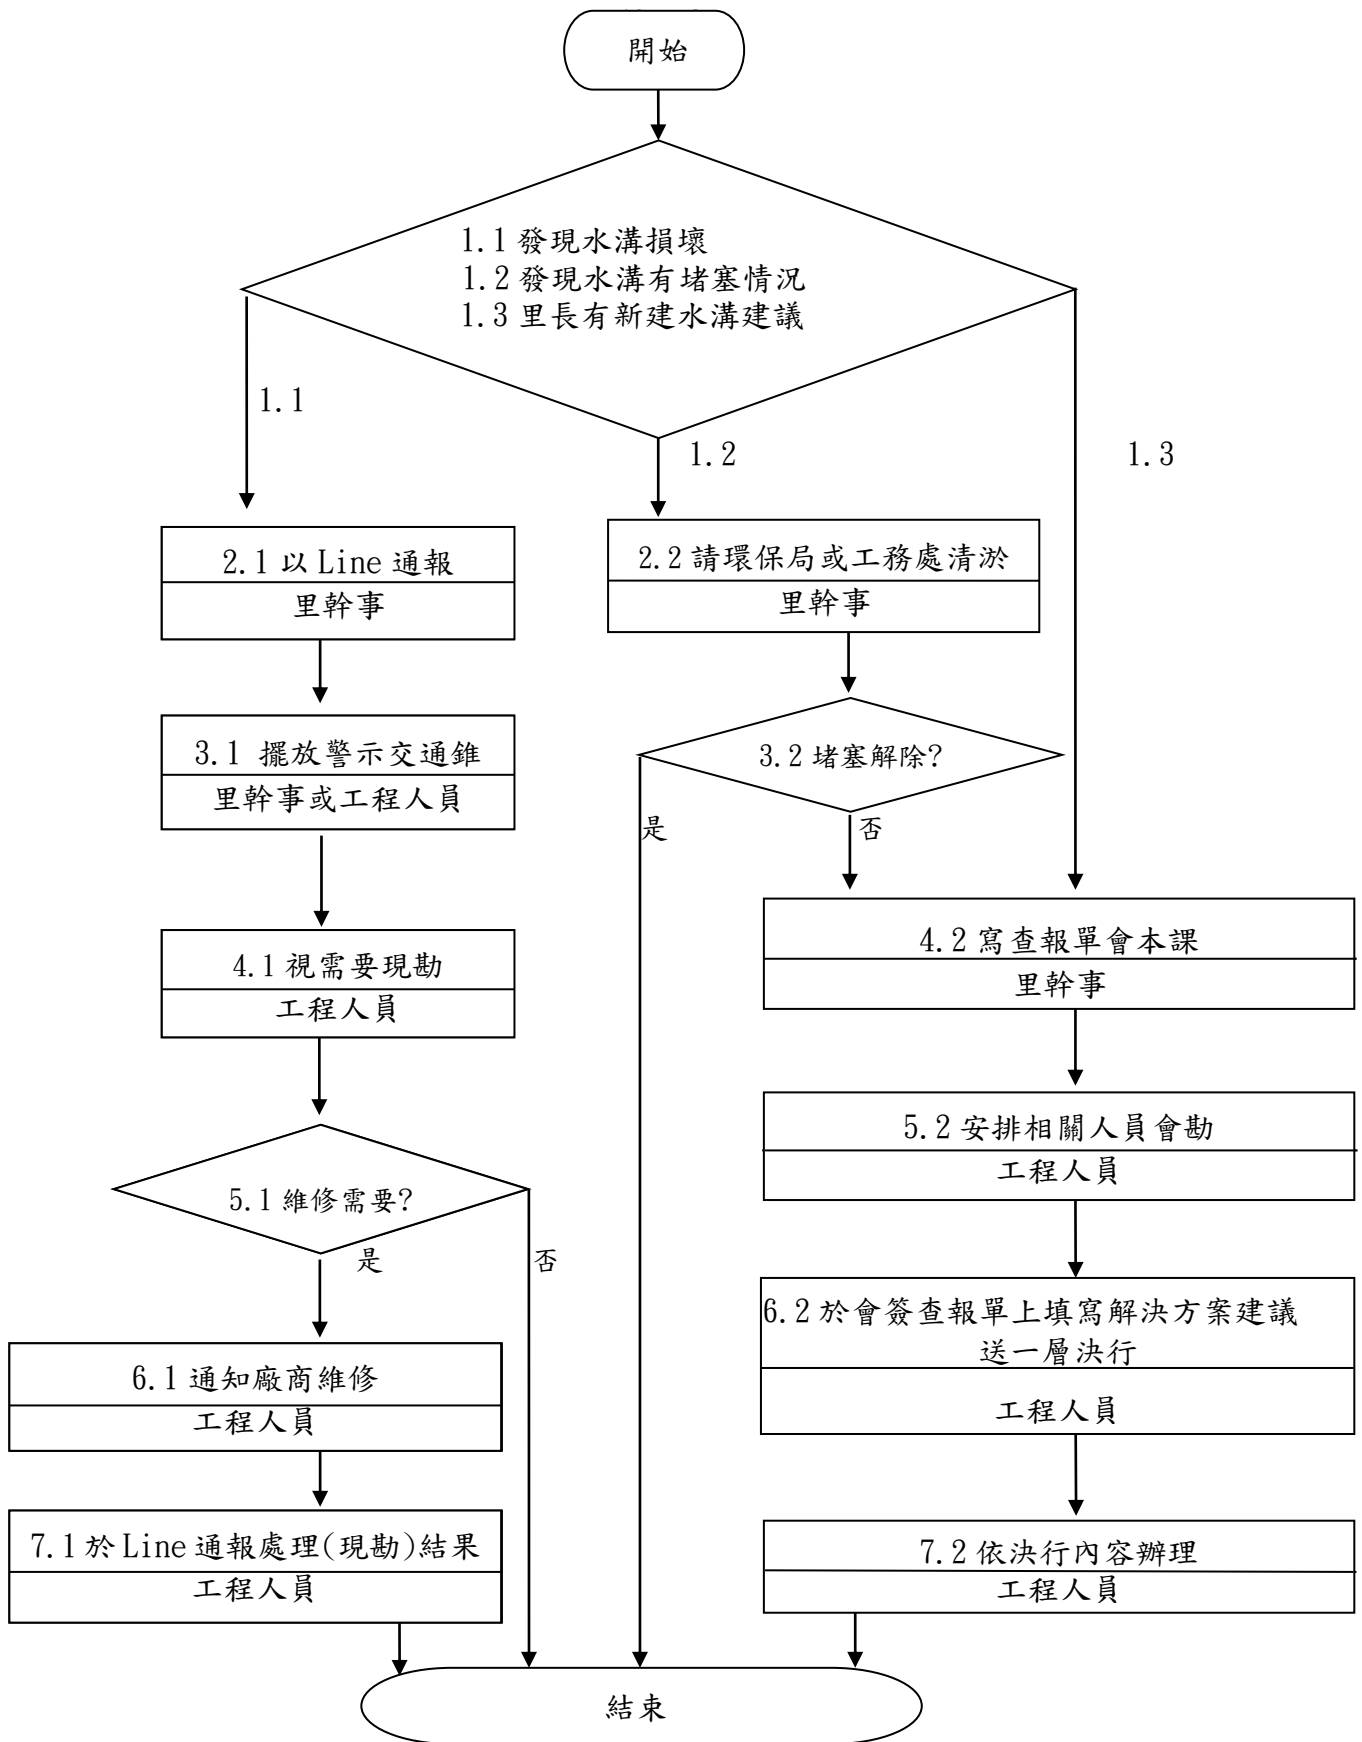 開始
1.1 發現水溝損壞
1.2 發現水溝有堵塞情況
1.3 里長有新建水溝建議
1.1
1.2
1.3
2.1 以 Line 通報
里幹事
2.2 請環保局或工務處清淤
里幹事
3.1 擺放警示交通錐
里幹事或工程人員
3.2 堵塞解除?
是
否
4.1 視需要現勘
工程人員
4.2 寫查報單會本課
里幹事
5.1 維修需要?
是
否
5.2 安排相關人員會勘
工程人員
6.1 通知廠商維修
工程人員
6.2 於會簽查報單上填寫解決方案建議
送一層決行
工程人員
7.1 於 Line 通報處理(現勘)結果
工程人員
7.2 依決行內容辦理
工程人員
結束